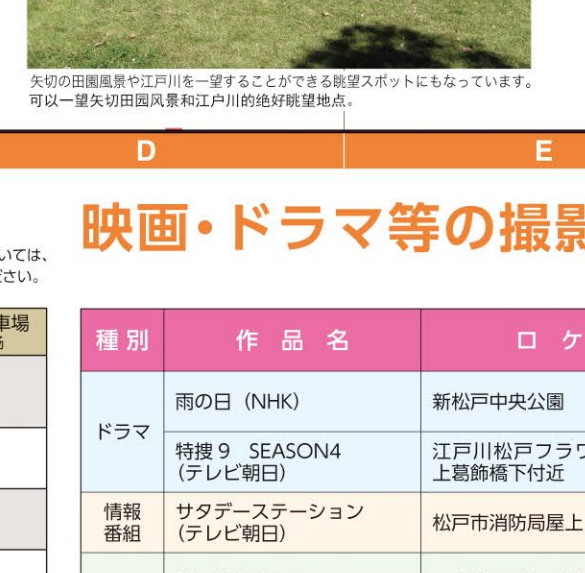 矢切の田園風景や江戸川を一望することができる眺望スポットにもなっています。
可以一望矢切田园风景和江户川的绝好眺望地点。
D E
映画・ドラマ等の撮影
いては、
ださい。
車場
種別 作品名 ロケ
ドラマ
雨の日（NHK） 新松戸中央公園
特捜９ SEASON4
（テレビ朝日）
江戸川松戸フラワ
上葛飾橋下付近
情報
番組
サタデーステーション
（テレビ朝日）
松戸市消防局屋上